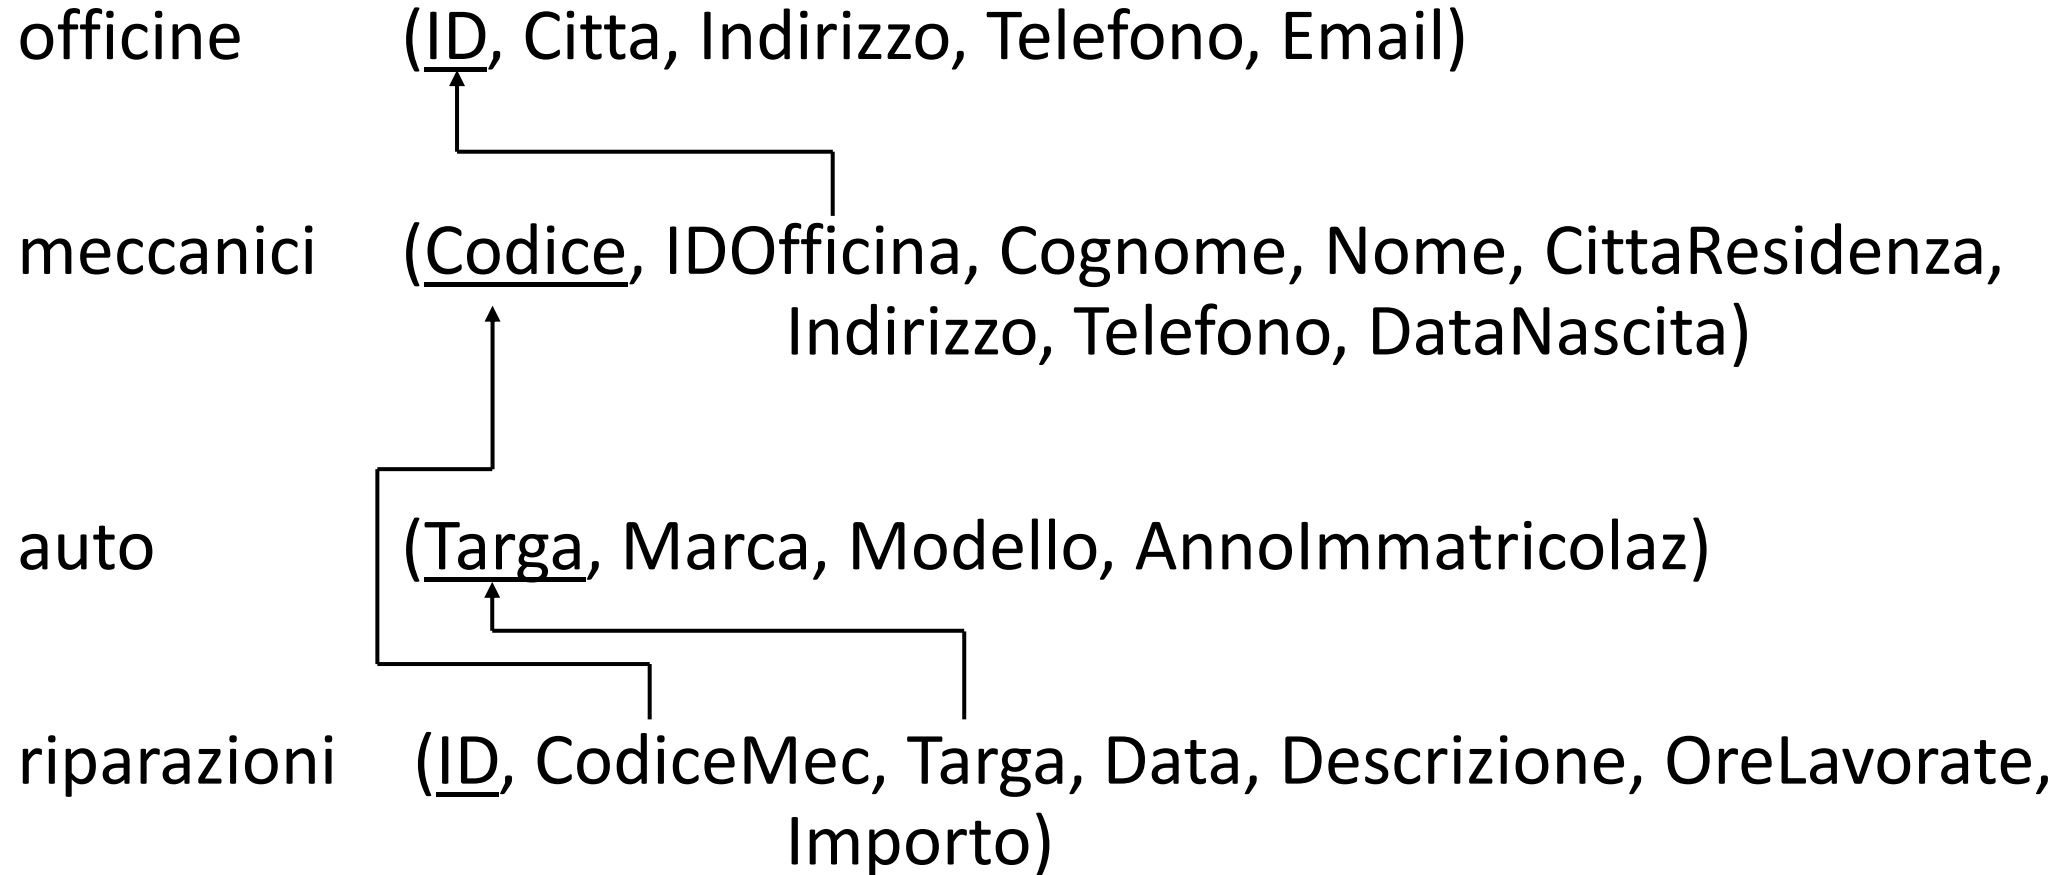 officine (ID, Citta, Indirizzo, Telefono, Email)
meccanici (Codice, IDOfficina, Cognome, Nome, CittaResidenza,
Indirizzo, Telefono, DataNascita)
auto (Targa, Marca, Modello, AnnoImmatricolaz)
riparazioni (ID, CodiceMec, Targa, Data, Descrizione, OreLavorate,
Importo)